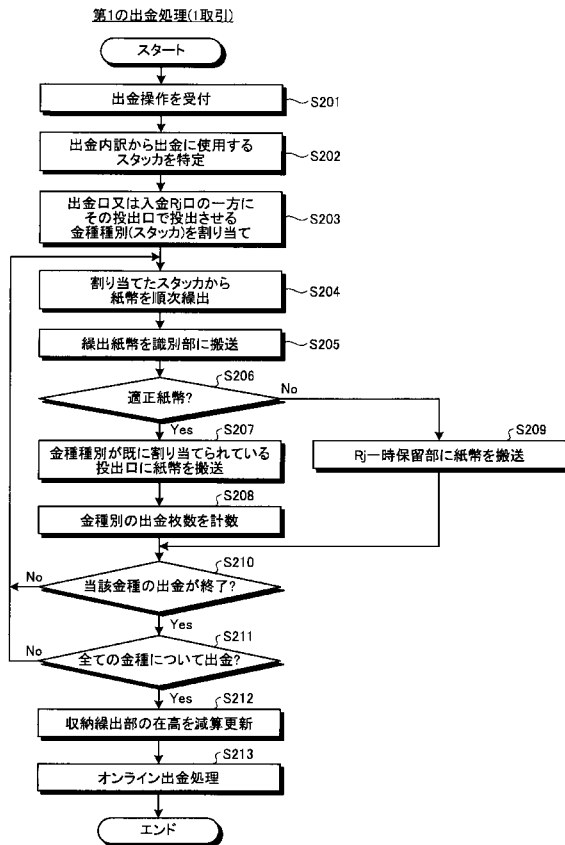 第1の出金処理(1取引)
スタート
出金操作を受付
S201
出金内訳から出金に使用する
スタッカを特定
S202
出金口又は入金Rj口の一方に
その投出口で投出させる
金種種別(スタッカ)を割り当て
S203
割り当てたスタッカから
紙幣を順次繰出
S204
繰出紙幣を識別部に搬送
S205
S206
適正紙幣?
No
Yes
S207
金種種別が既に割り当てられている
投出口に紙幣を搬送
S209
Rj一時保留部に紙幣を搬送
S208
金種別の出金枚数を計数
S210
No
当該金種の出金が終了?
Yes
S211
No
全ての金種について出金?
Yes
S212
収納繰出部の在高を減算更新
S213
オンライン出金処理
エンド